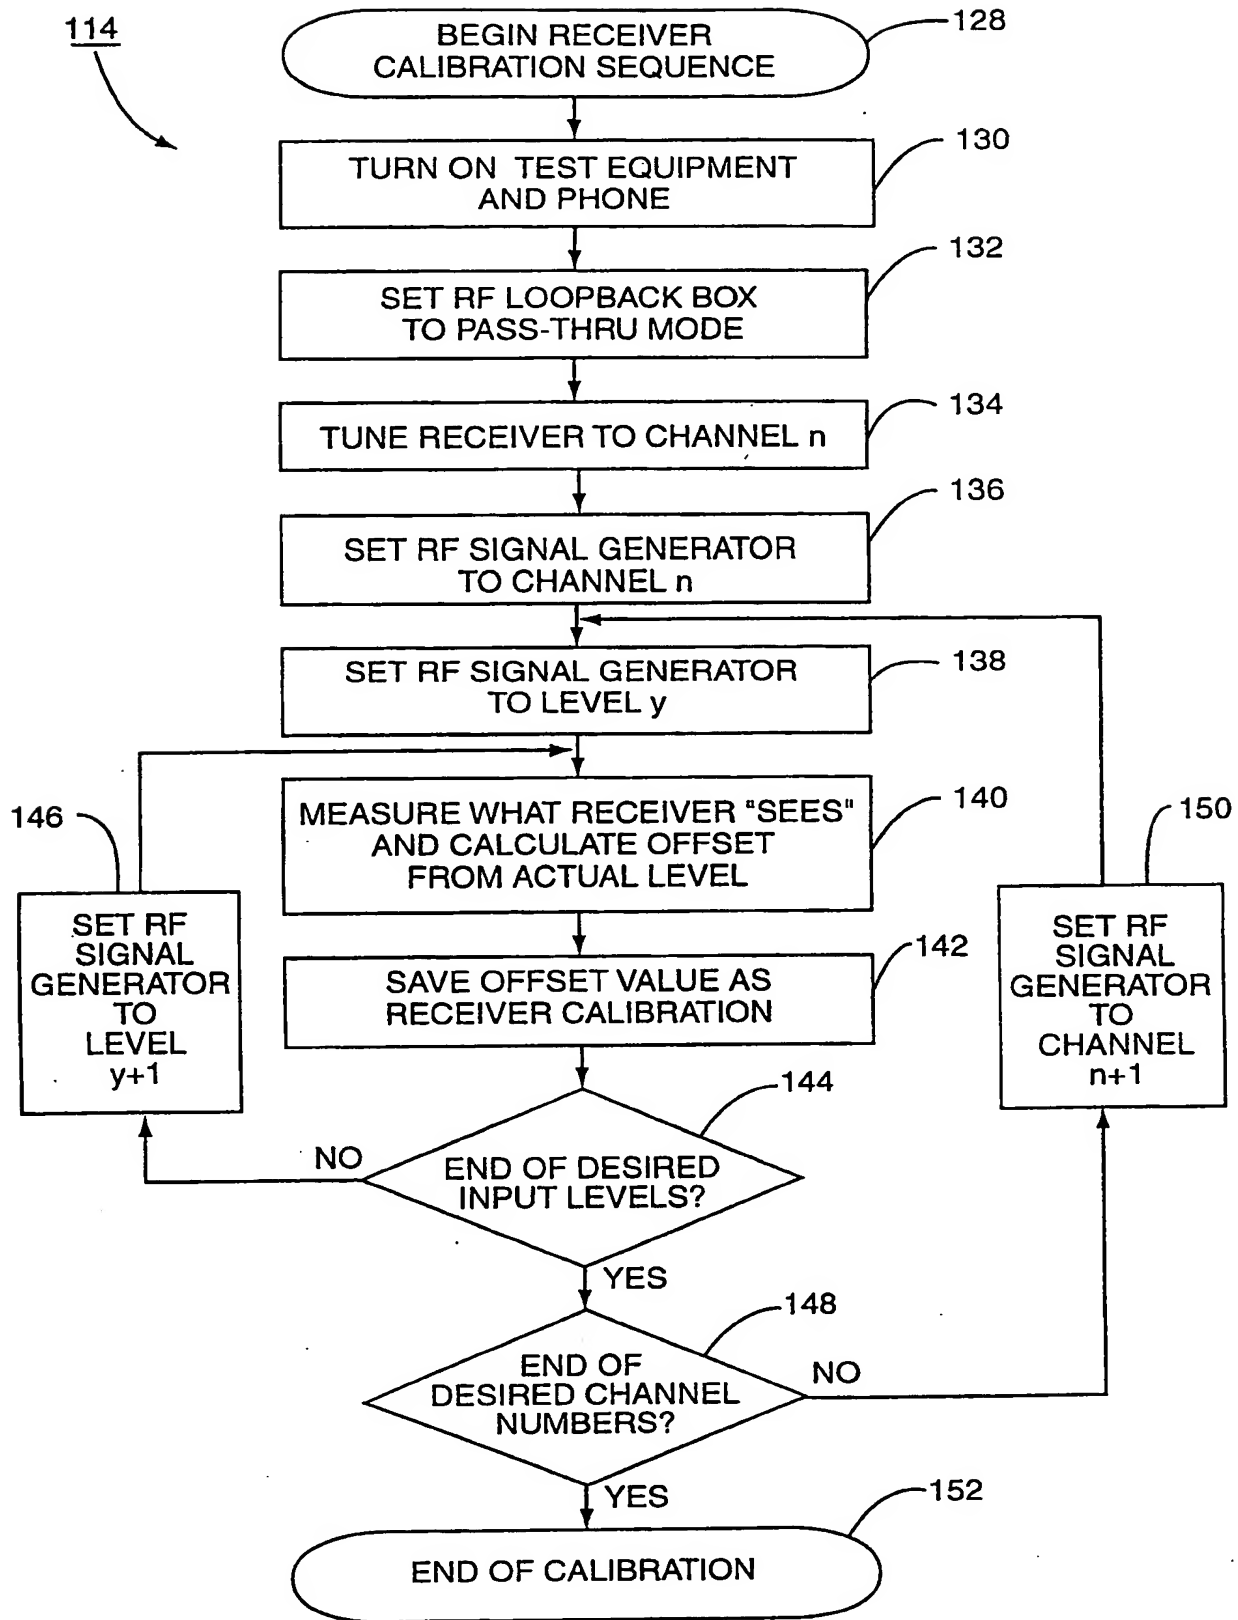 114
BEGIN RECEIVER
CALIBRATION SEQUENCE
128
TURN ON TEST EQUIPMENT
AND PHONE
130
SET RF LOOPBACK BOX
TO PASS-THRU MODE
132
TUNE RECEIVER TO CHANNEL n
134
SET RF SIGNAL GENERATOR
TO CHANNEL n
136
SET RF SIGNAL GENERATOR
TO LEVEL y
138
MEASURE WHAT RECEIVER "SEES"
AND CALCULATE OFFSET
FROM ACTUAL LEVEL
140
146
SET RF
SIGNAL
GENERATOR
TO
LEVEL
y+1
150
SET RF
SIGNAL
GENERATOR
TO
CHANNEL
n+1
SAVE OFFSET VALUE AS
RECEIVER CALIBRATION
142
144
NO
END OF DESIRED
INPUT LEVELS?
YES
148
END OF
DESIRED CHANNEL
NUMBERS?
NO
YES
152
END OF CALIBRATION